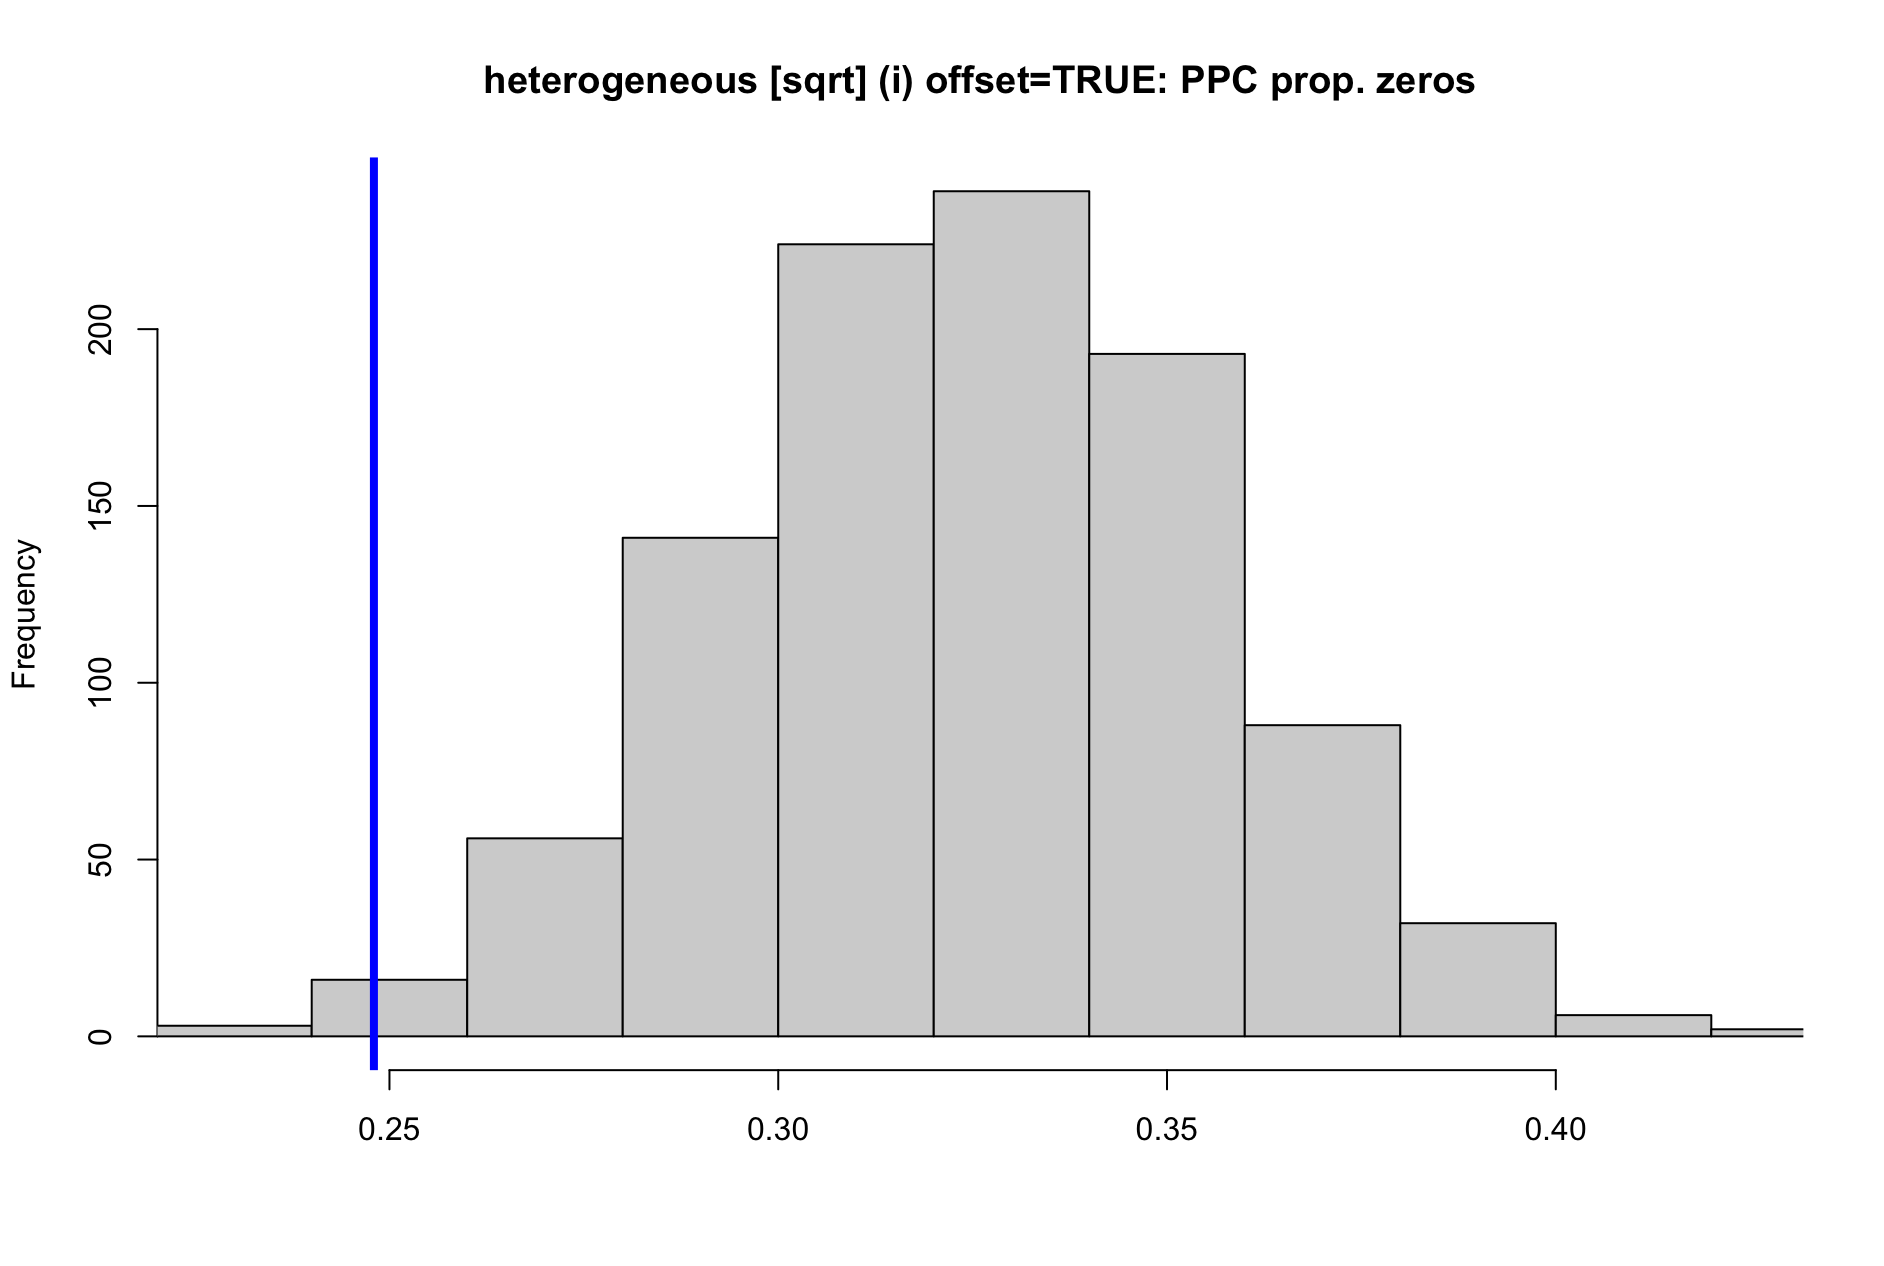 heterogeneous [sqrt] (i) offset=TRUE: PPC prop. zeros
Frequency
200
150
100
50
0
0.25 0.30 0.35 0.40